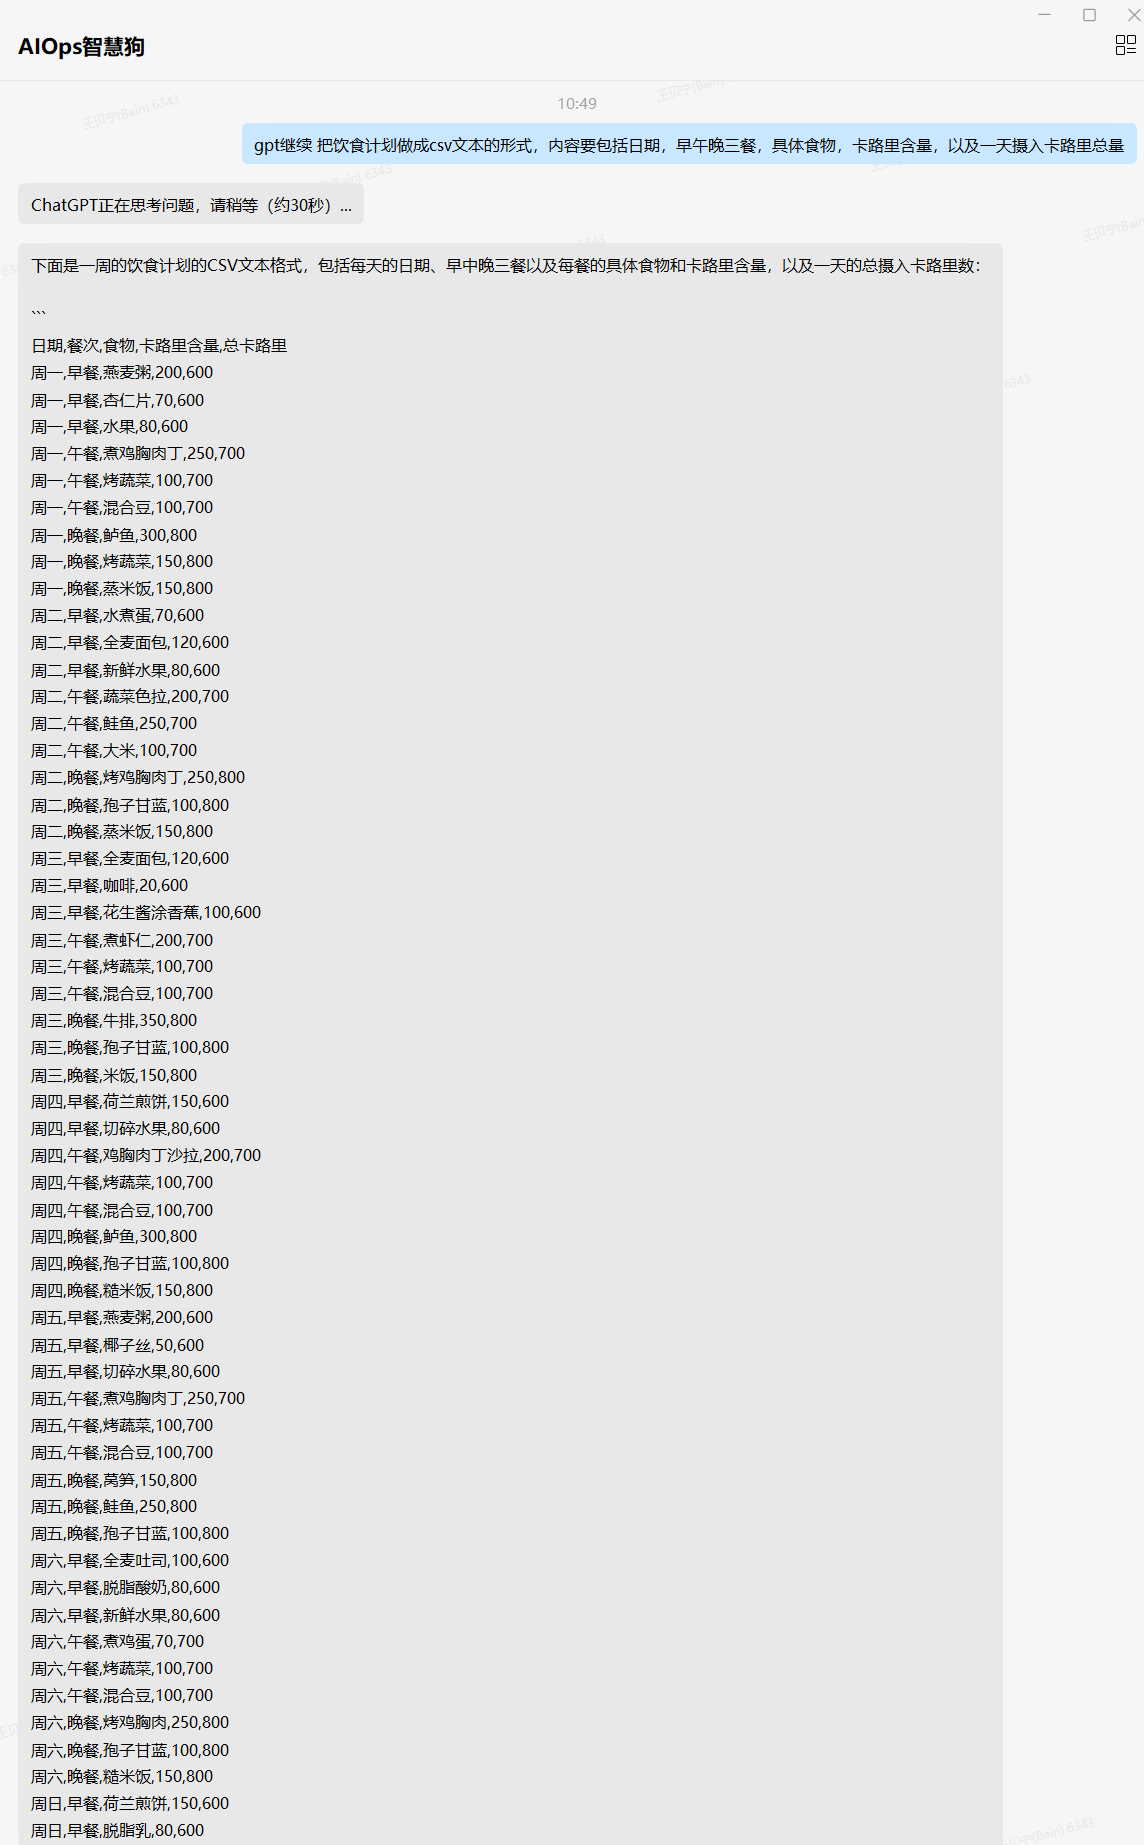 AIOps智慧狗
王贝宁(Bain) 6343
王贝宁(Bain)
10:49
gpt继续 把饮食计划做成csv文本的形式，内容要包括日期，早午晚三餐，具体食物，卡路里含量，以及一天摄入卡路里总量
ChatGPT正在思考问题，请稍等（约30秒）...
下面是一周的饮食计划的CSV文本格式，包括每天的日期、早中晚三餐以及每餐的具体食物和卡路里含量，以及一天的总摄入卡路里数：
```
日期,餐次,食物,卡路里含量,总卡路里
周一,早餐,燕麦粥,200,600
周一,早餐,杏仁片,70,600
周一,早餐,水果,80,600
周一,午餐,煮鸡胸肉丁,250,700
周一,午餐,烤蔬菜,100,700
周一,午餐,混合豆,100,700
周一,晚餐,鲈鱼,300,800
周一,晚餐,烤蔬菜,150,800
周一,晚餐,蒸米饭,150,800
周二,早餐,水煮蛋,70,600
周二,早餐,全麦面包,120,600
周二,早餐,新鲜水果,80,600
周二,午餐,蔬菜色拉,200,700
周二,午餐,鲑鱼,250,700
周二,午餐,大米,100,700
周二,晚餐,烤鸡胸肉丁,250,800
周二,晚餐,孢子甘蓝,100,800
周二,晚餐,蒸米饭,150,800
周三,早餐,全麦面包,120,600
周三,早餐,咖啡,20,600
周三,早餐,花生酱涂香蕉,100,600
周三,午餐,煮虾仁,200,700
周三,午餐,烤蔬菜,100,700
周三,午餐,混合豆,100,700
周三,晚餐,牛排,350,800
周三,晚餐,孢子甘蓝,100,800
周三,晚餐,米饭,150,800
周四,早餐,荷兰煎饼,150,600
周四,早餐,切碎水果,80,600
周四,午餐,鸡胸肉丁沙拉,200,700
周四,午餐,烤蔬菜,100,700
周四,午餐,混合豆,100,700
周四,晚餐,鲈鱼,300,800
周四,晚餐,孢子甘蓝,100,800
周四,晚餐,糙米饭,150,800
周五,早餐,燕麦粥,200,600
周五,早餐,椰子丝,50,600
周五,早餐,切碎水果,80,600
周五,午餐,煮鸡胸肉丁,250,700
周五,午餐,烤蔬菜,100,700
周五,午餐,混合豆,100,700
周五,晚餐,莴笋,150,800
周五,晚餐,鲑鱼,250,800
周五,晚餐,孢子甘蓝,100,800
周六,早餐,全麦吐司,100,600
周六,早餐,脱脂酸奶,80,600
周六,早餐,新鲜水果,80,600
周六,午餐,煮鸡蛋,70,700
周六,午餐,烤蔬菜,100,700
周六,午餐,混合豆,100,700
周六,晚餐,烤鸡胸肉,250,800
周六,晚餐,孢子甘蓝,100,800
周六,晚餐,糙米饭,150,800
周日,早餐,荷兰煎饼,150,600
周日,早餐,脱脂乳,80,600